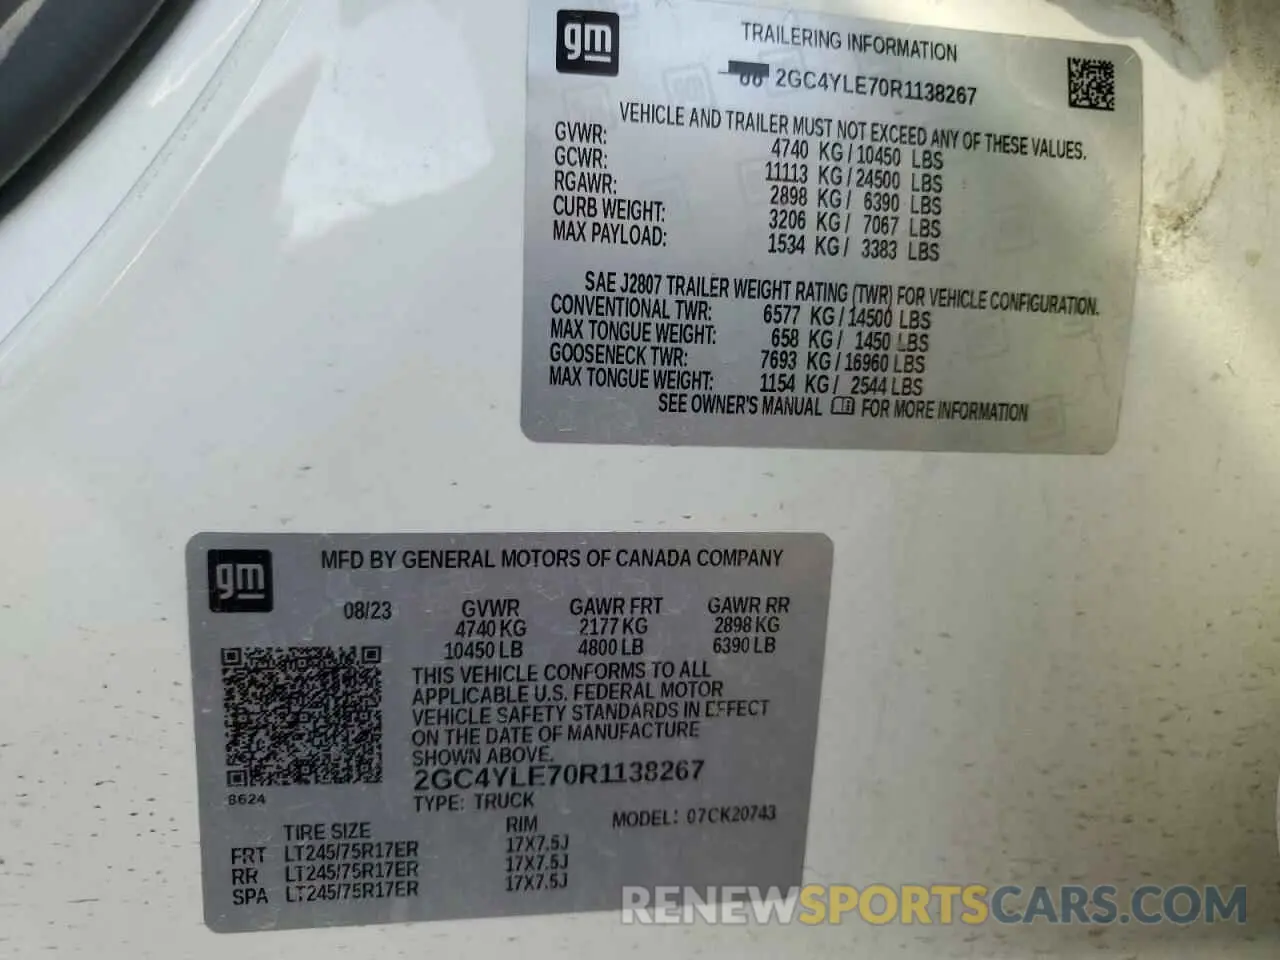 gm
TRAILERING INFORMATION
2GC4YLE70R1138267
VEHICLE AND TRAILER MUST NOT EXCEED ANY OF THESE VALUES.
GVWR: 4740 KG/10450 LBS
GCWR: 11113 KG/24500 LBS
RGAWR: 2898 KG/ 6390 LBS
CURB WEIGHT: 3206 KG/ 7067 LBS
MAX PAYLOAD: 1534 KG/ 3383 LBS
SAE J2807 TRAILER WEIGHT RATING (TWR) FOR VEHICLE CONFIGURATION.
CONVENTIONAL TWR: 6577 KG/14500 LBS
MAX TONGUE WEIGHT: 658 KG/ 1450 LBS
GOOSENECK TWR: 7693 KG/16960 LBS
MAX TONGUE WEIGHT: 1154 KG/ 2544 LBS
SEE OWNER'S MANUAL FOR MORE INFORMATION
gm
MFD BY GENERAL MOTORS OF CANADA COMPANY
08/23 GVWR GAWR FRT GAWR RR
4740 KG 2177 KG 2898 KG
10450 LB 4800 LB 6390 LB
THIS VEHICLE CONFORMS TO ALL
APPLICABLE U.S. FEDERAL MOTOR
VEHICLE SAFETY STANDARDS IN EFFECT
ON THE DATE OF MANUFACTURE
SHOWN ABOVE.
2GC4YLE70R1138267
8624
TYPE: TRUCK
MODEL: 07CK20743
TIRE SIZE RIM
FRT LT245/75R17ER 17X7.5J
RR LT245/75R17ER 17X7.5J
SPA LT245/75R17ER 17X7.5J
RENEWSPORTSCARS.COM